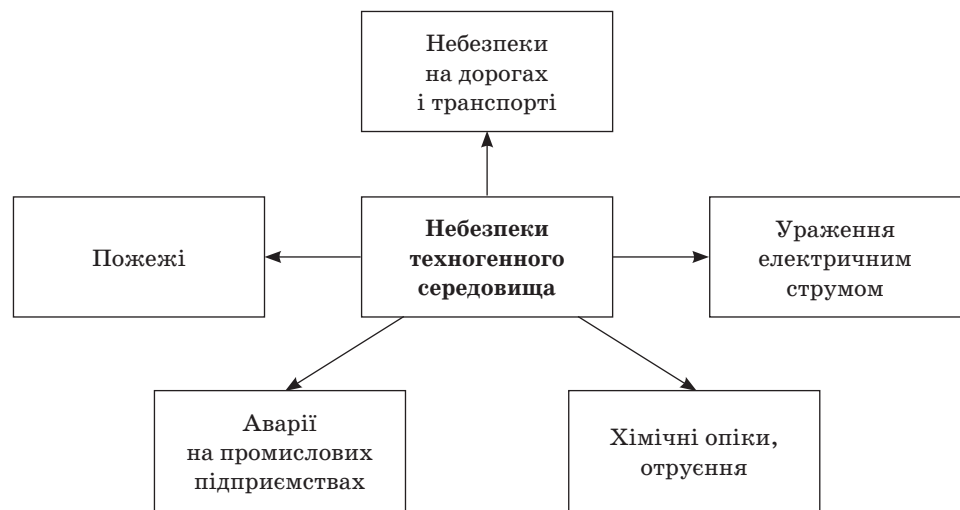 Небезпеки
на дорогах
і транспорті
Пожежі
Небезпеки
техногенного
середовища
Ураження
електричним
струмом
Аварії
на промислових
підприємствах
Хімічні опіки,
отруєння